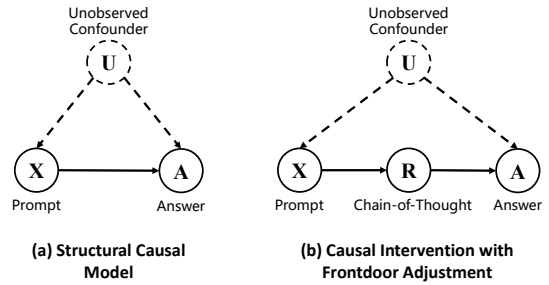 Unobserved
Confounder
U
X
A
Prompt
Answer
(a) Structural Causal
Model
Unobserved
Confounder
U
X
R
A
Prompt
Chain-of-Thought
Answer
(b) Causal Intervention with
Frontdoor Adjustment